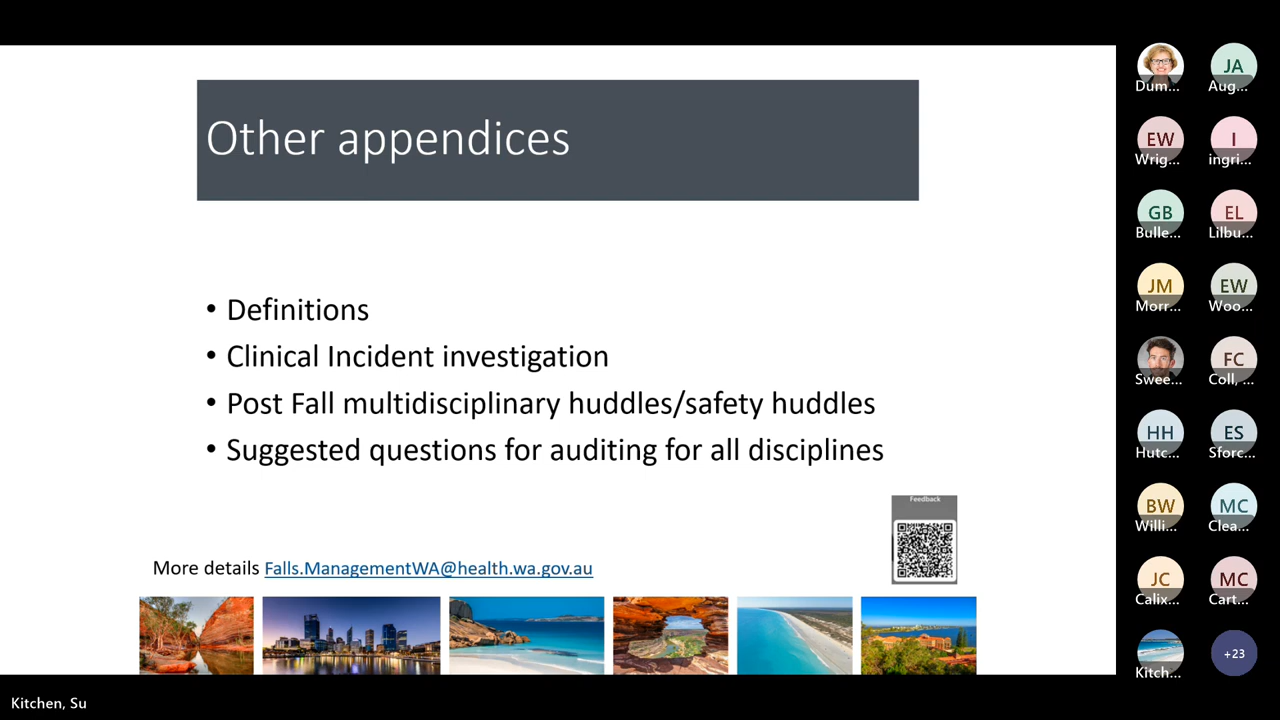 Other appendices
• Definitions
• Clinical Incident investigation
• Post Fall multidisciplinary huddles/safety huddles
• Suggested questions for auditing for all disciplines
Feedback
More details Falls.ManagementWA@health.wa.gov.au
Dum...
JA
Aug...
EW
Wrig...
I
ingri...
GB
Bulle...
EL
Lilbu...
JM
Morr...
EW
Woo...
Swee...
FC
Coll, ...
HH
Hutc...
ES
Sforc...
BW
Willi...
MC
Clea...
JC
Calix...
MC
Cart...
Kitch...
+23
Kitchen, Su